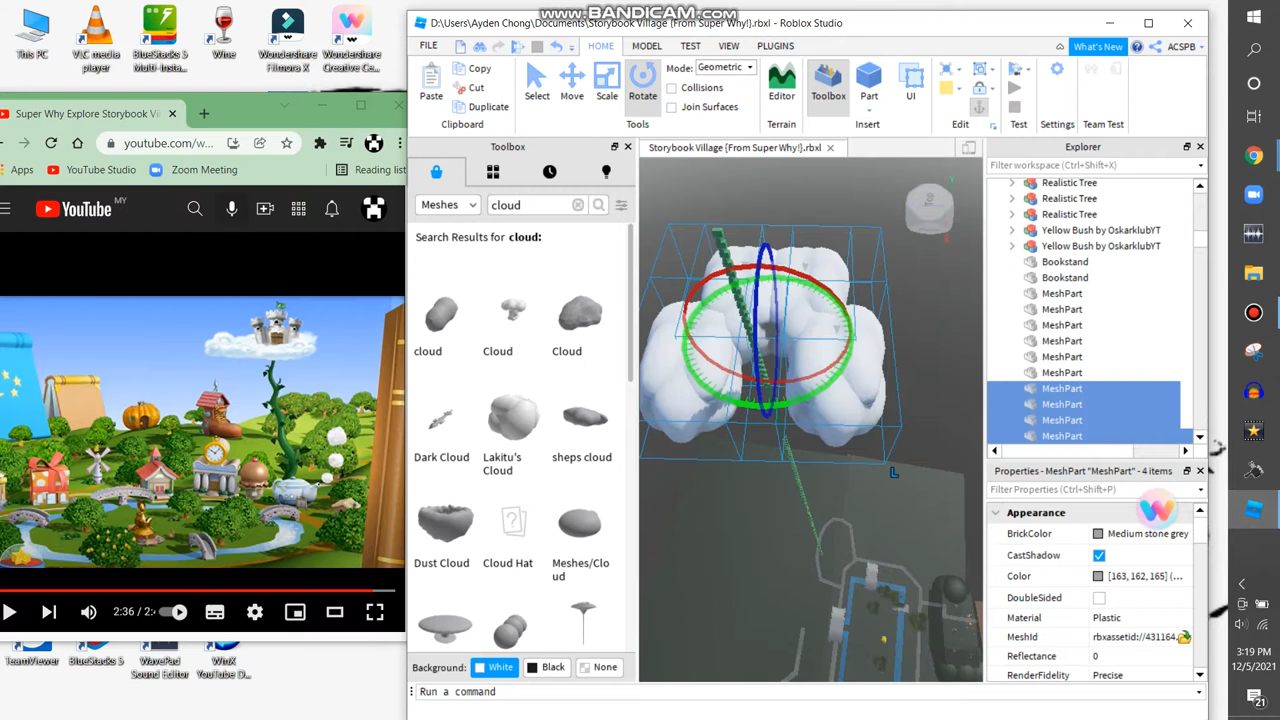 This PC
VLC media player
BlueStacks 5 Multi-Insta...
Wine
Wondershare Filmora X
Wondershare Creative Ce...
www.BANDICAM.com
D:\Users\Ayden Chong\Documents\Storybook Village {From Super Why!}.rbxl - Roblox Studio
FILE HOME MODEL TEST VIEW PLUGINS What's New ACSPB
Paste Copy Cut Duplicate Clipboard
Select Move Scale Rotate Mode: Geometric Collisions Join Surfaces Tools
Editor Terrain Toolbox Part UI Insert
Edit Test Settings Team Test
Super Why Explore Storybook Vi
youtube.com/w...
Apps YouTube Studio Zoom Meeting Reading list
YouTube MY
2:36 / 2:
TeamViewer
BlueStacks 5
WavePad Sound Editor
WinX YouTube D...
Toolbox
Meshes cloud
Search Results for cloud:
cloud Cloud Cloud
Dark Cloud Lakitu's Cloud sheps cloud
Dust Cloud Cloud Hat Meshes/Cloud
Background: White Black None
Run a command
Storybook Village {From Super Why!}.rbxl
L
Explorer
Filter workspace (Ctrl+Shift+X)
Realistic Tree
Realistic Tree
Realistic Tree
Yellow Bush by OskarklubYT
Yellow Bush by OskarklubYT
Bookstand
Bookstand
MeshPart
MeshPart
MeshPart
MeshPart
MeshPart
MeshPart
MeshPart
MeshPart
MeshPart
MeshPart
Properties - MeshPart "MeshPart" - 4 items
Filter Properties (Ctrl+Shift+P)
Appearance
BrickColor Medium stone grey
CastShadow
Color [163, 162, 165] (...
DoubleSided
Material Plastic
MeshId rbxassetid://431164
Reflectance 0
RenderFidelity Precise
3:19 PM
12/5/2021
21